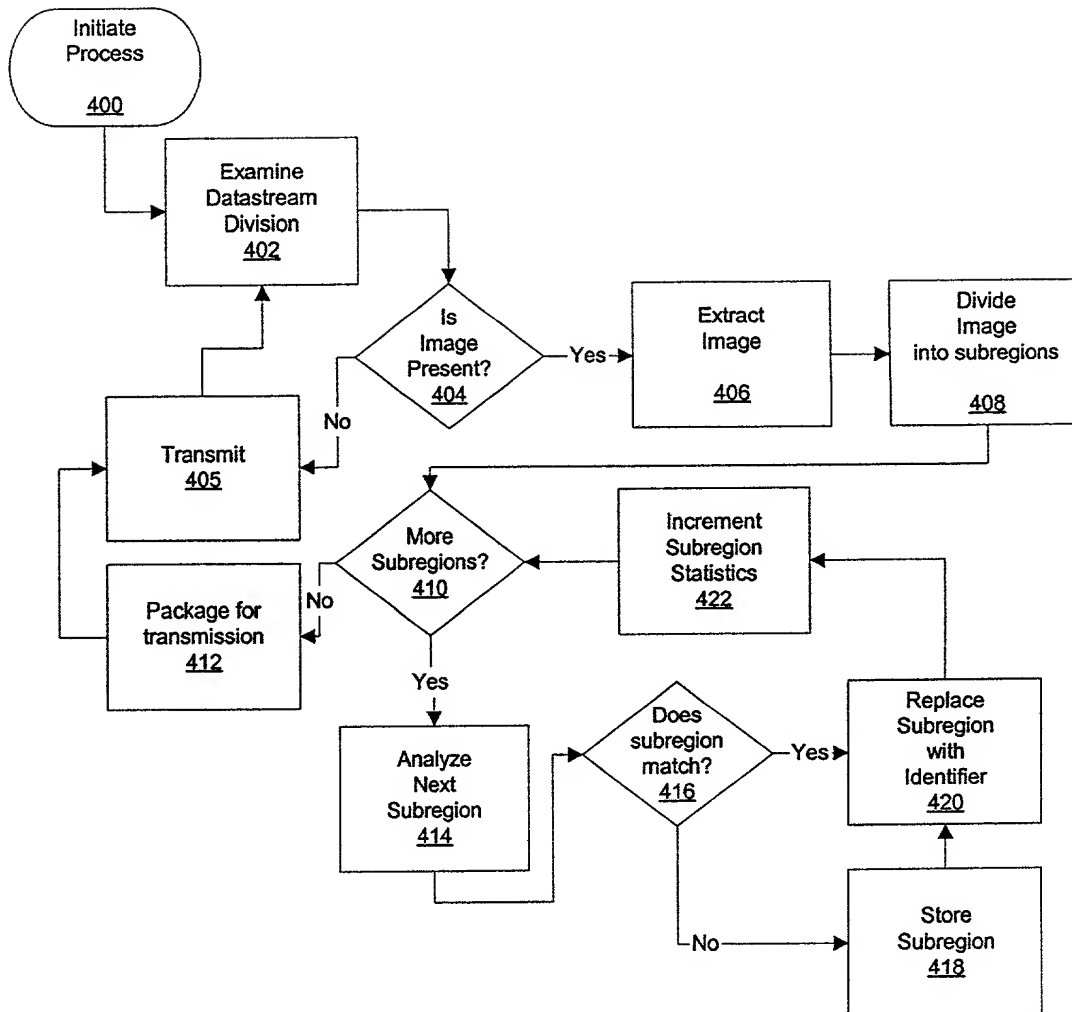 Initiate
Process
400
Examine
Datastream
Division
402
Is
Image
Present?
404
Yes
No
Extract
Image
406
Divide
Image
into subregions
408
Transmit
405
More
Subregions?
410
No
Yes
Increment
Subregion
Statistics
422
Package for
transmission
412
Analyze
Next
Subregion
414
Does
subregion
match?
416
Yes
No
Replace
Subregion
with
Identifier
420
Store
Subregion
418